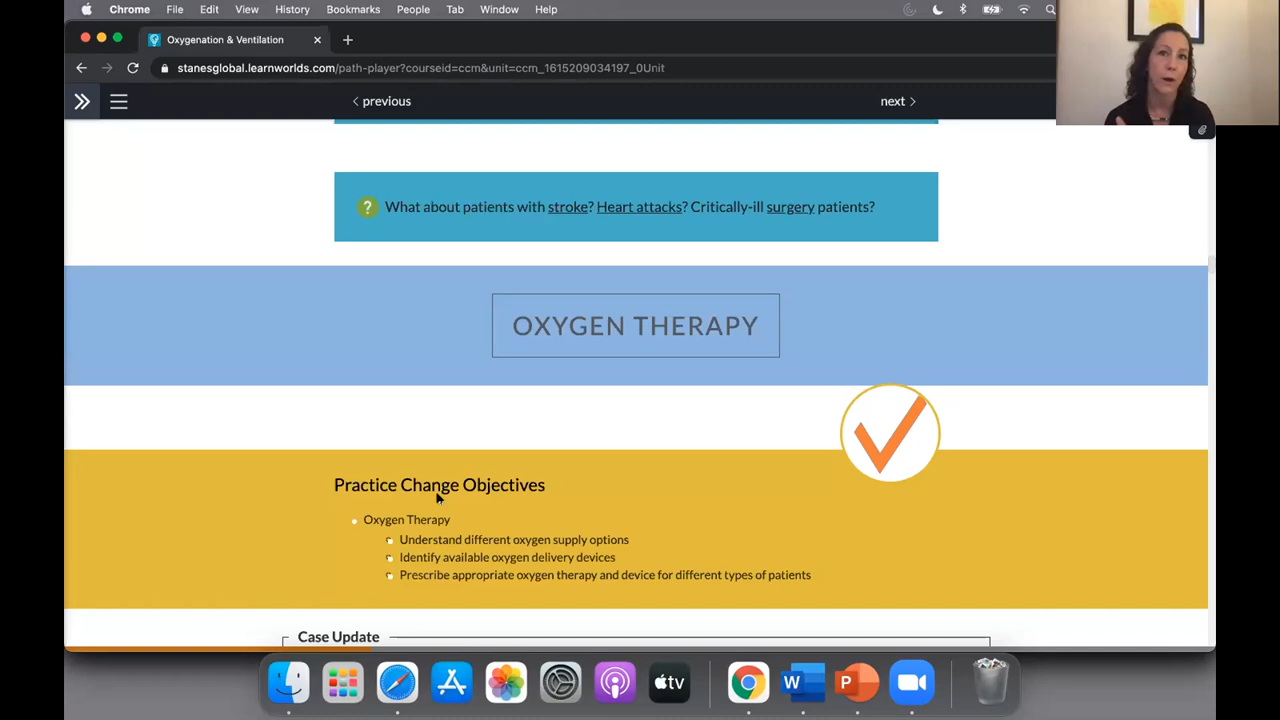 Chrome File Edit View History Bookmarks People Tab Window Help
Oxygenation & Ventilation
stanesglobal.learnworlds.com/path-player?courseid=ccm&unit=ccm_1615209034197_0Unit
previous next
? What about patients with stroke? Heart attacks? Critically-ill surgery patients?
OXYGEN THERAPY
Practice Change Objectives
Oxygen Therapy
Understand different oxygen supply options
Identify available oxygen delivery devices
Prescribe appropriate oxygen therapy and device for different types of patients
Case Update
tv W P